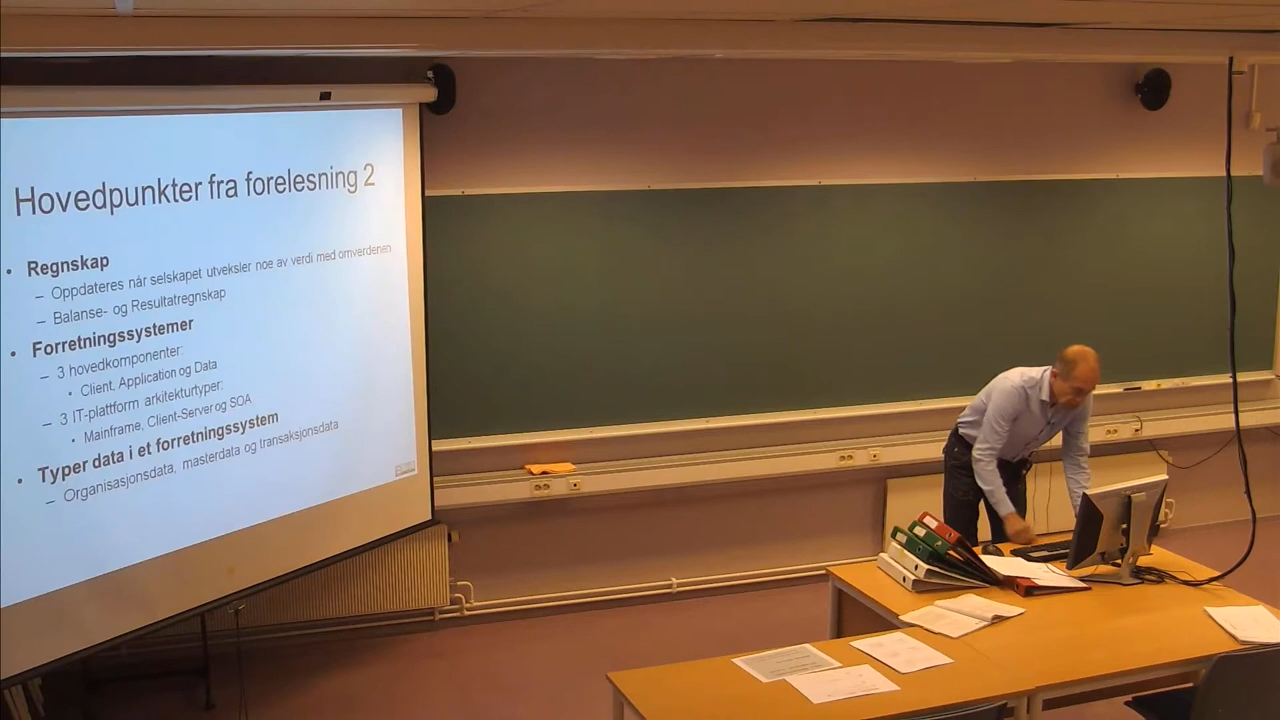 Hovedpunkter fra forelesning 2
• Regnskap
– Oppdateres når selskapet utveksler noe av verdi med omverdenen
– Balanse- og Resultatregnskap
• Forretningssystemer
– 3 hovedkomponenter:
• Client, Application og Data
– 3 IT-plattform arkitekturtyper:
• Mainframe, Client-Server og SOA
• Typer data i et forretningssystem
– Organisasjonsdata, masterdata og transaksjonsdata